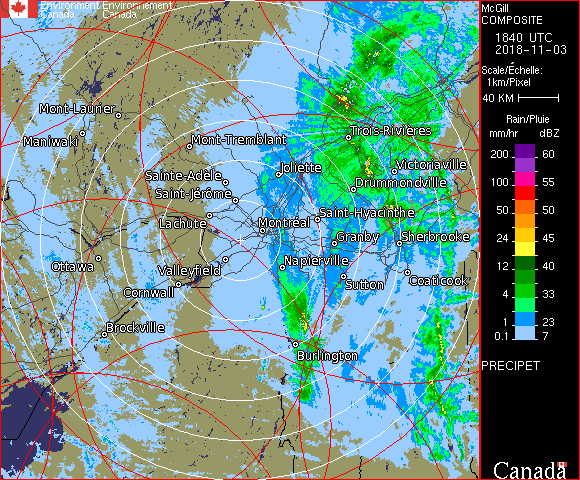 Environment Environnement
Canada Canada
McGill
COMPOSITE
1840 UTC
2018-11-03
Scale/Échelle:
1km/Pixel
40 KM
Rain/Pluie
mm/hr dBZ
200 60
100 55
50 50
24 45
12 40
4 33
1 23
0.1 7
PRECIPET
Canada
Mont-Laurier
Maniwaki
Mont-Tremblant
Trois-Rivières
Joliette
Victoriaville
Sainte-Adèle
Drummondville
Saint-Jérôme
Saint-Hyacinthe
Lachute
Montréal
Granby
Sherbrooke
Ottawa
Valleyfield
Napierville
Sutton
Coaticook
Cornwall
Brockville
Burlington